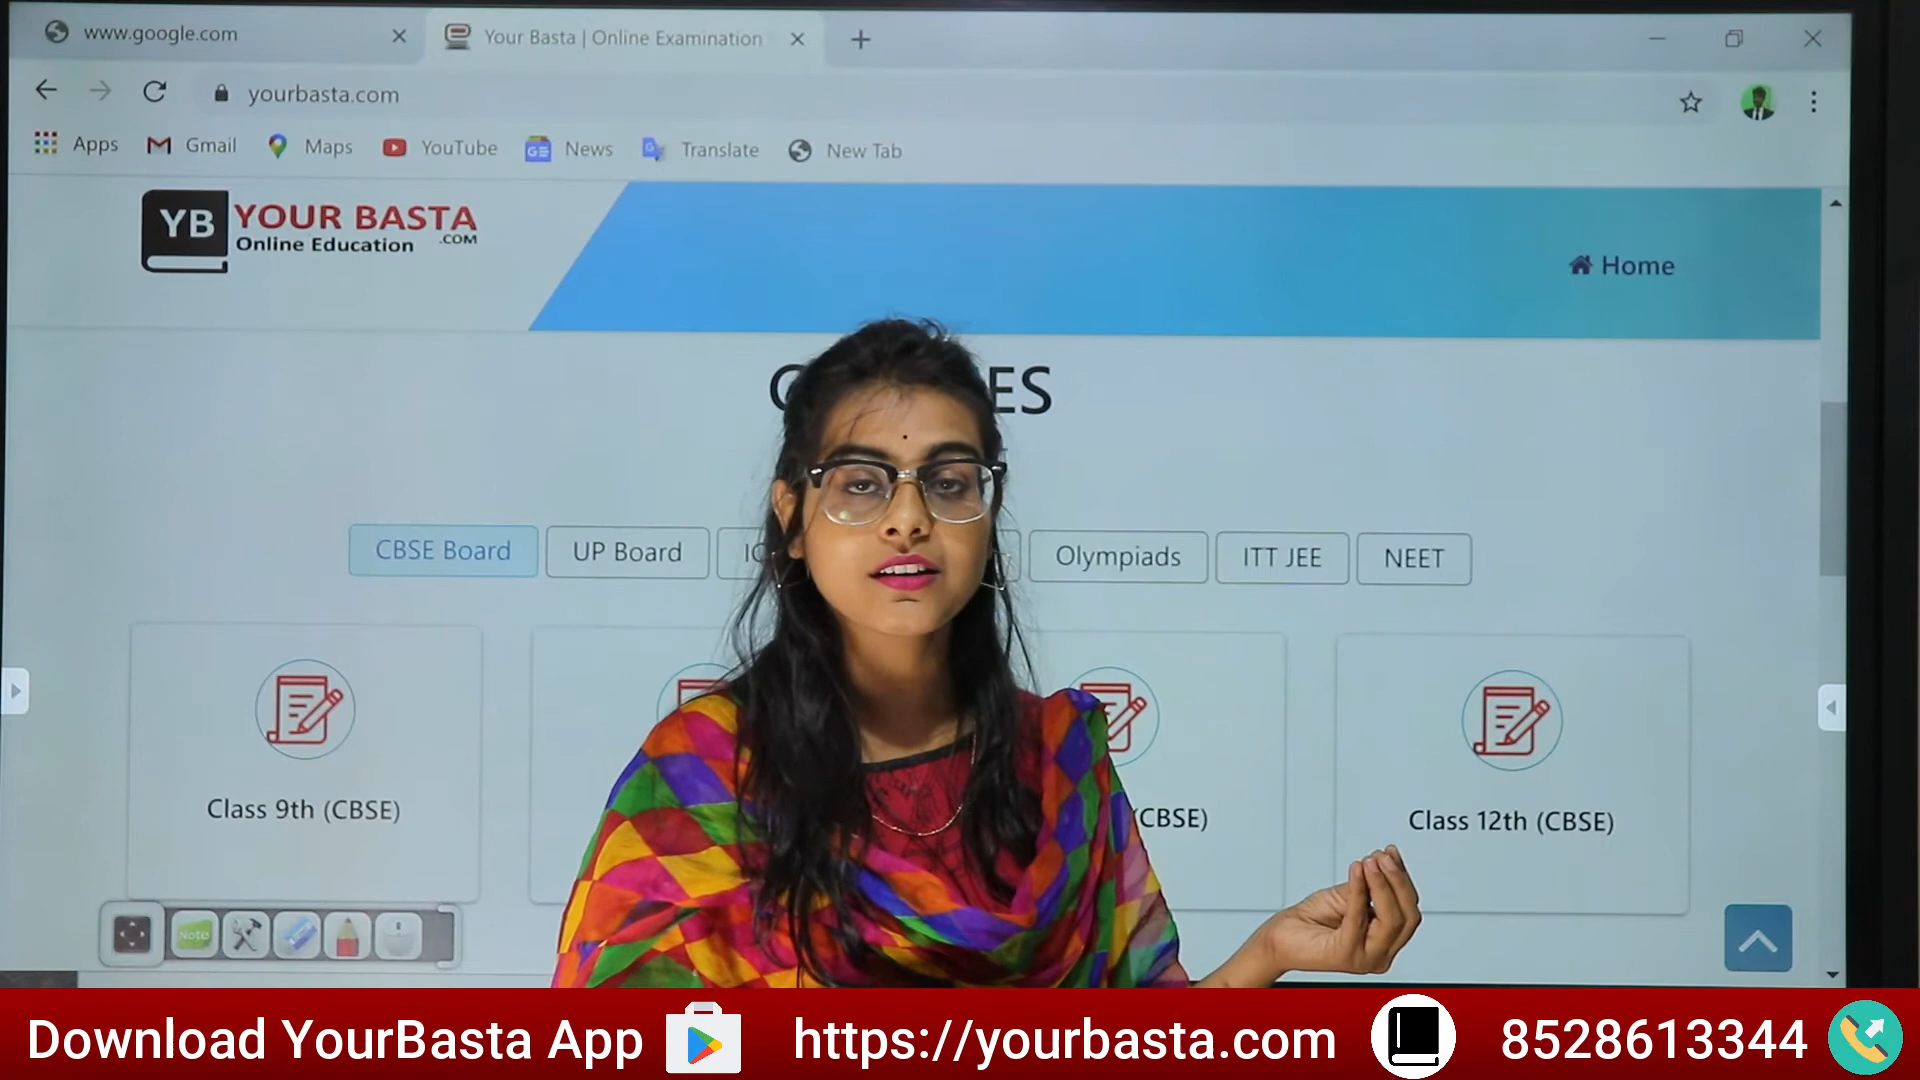 www.google.com
Your Basta | Online Examination
yourbasta.com
Apps
Gmail
Maps
YouTube
News
Translate
New Tab
YB YOUR BASTA
Online Education .COM
Home
ES
CBSE Board
UP Board
Olympiads
ITT JEE
NEET
Class 9th (CBSE)
(CBSE)
Class 12th (CBSE)
Note
Download YourBasta App
https://yourbasta.com
8528613344